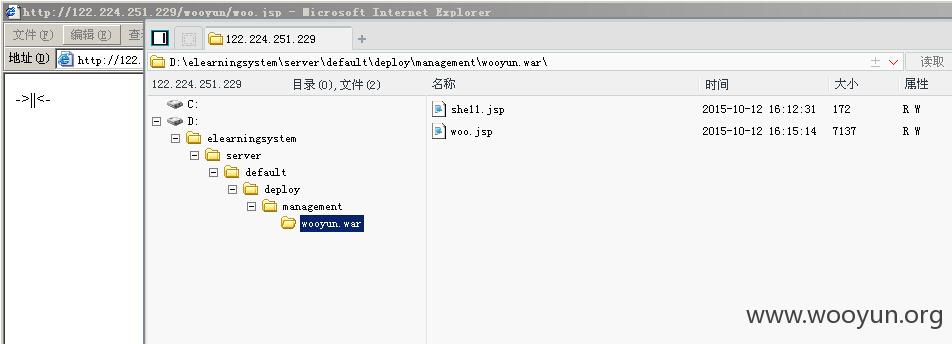 http://122.224.251.229/wooyun/woo.jsp - Microsoft Internet Explorer
文件(F) 编辑(E)
122.224.251.229
地址(D) http://122.
D:\elearningsystem\server\default\deploy\management\wooyun.war\ 读取
122.224.251.229 目录(0),文件(2) 名称 时间 大小 属性
->||<-
C:
D:
elearningsystem
server
default
deploy
management
wooyun.war
shell.jsp 2015-10-12 16:12:31 172 R W
woo.jsp 2015-10-12 16:15:14 7137 R W
www.wooyun.org